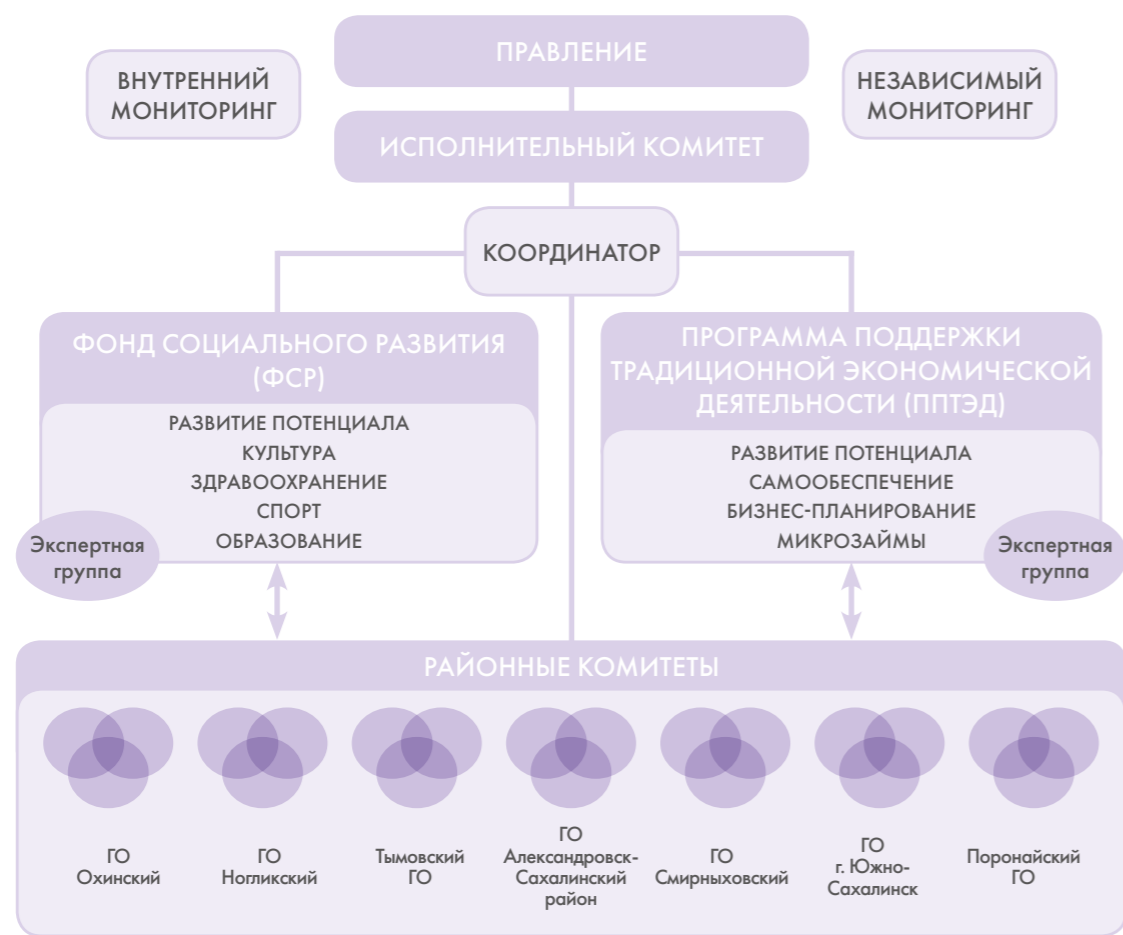 ПРАВЛЕНИЕ
ВНУТРЕННИЙ
МОНИТОРИНГ
НЕЗАВИСИМЫЙ
МОНИТОРИНГ
ИСПОЛНИТЕЛЬНЫЙ КОМИТЕТ
КООРДИНАТОР
ФОНД СОЦИАЛЬНОГО РАЗВИТИЯ
(ФСР)
РАЗВИТИЕ ПОТЕНЦИАЛА
КУЛЬТУРА
ЗДРАВООХРАНЕНИЕ
СПОРТ
ОБРАЗОВАНИЕ
Экспертная
группа
ПРОГРАММА ПОДДЕРЖКИ
ТРАДИЦИОННОЙ ЭКОНОМИЧЕСКОЙ
ДЕЯТЕЛЬНОСТИ (ППТЭД)
РАЗВИТИЕ ПОТЕНЦИАЛА
САМООБЕСПЕЧЕНИЕ
БИЗНЕС-ПЛАНИРОВАНИЕ
МИКРОЗАЙМЫ
Экспертная
группа
РАЙОННЫЕ КОМИТЕТЫ
ГО
Охинский
ГО
Ногликский
Тымовский
ГО
ГО
Александровск-
Сахалинский
район
ГО
Смирныховский
ГО
г. Южно-
Сахалинск
Поронайский
ГО